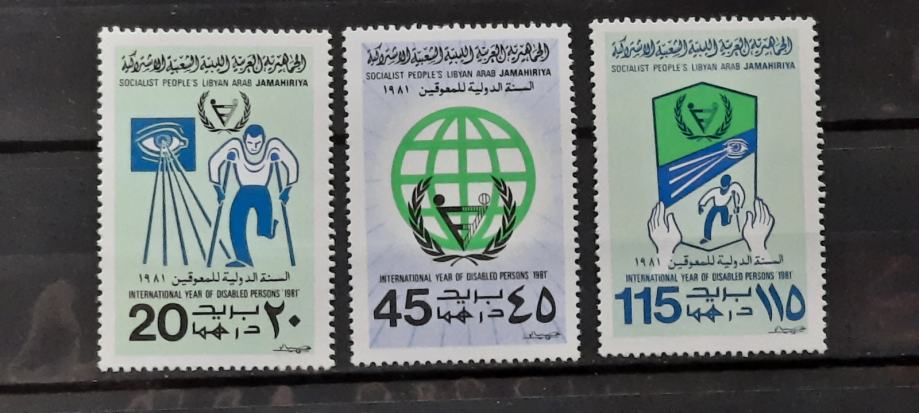 الجماهيرية العربية الليبية الشعبية الاشتراكية
SOCIALIST PEOPLE'S LIBYAN ARAB JAMAHIRIYA
١٩٨١ السنة الدولية للمعوقين
INTERNATIONAL YEAR OF DISABLED PERSONS '1981'
20 بريد ٢٠
درهما
الجماهيرية العربية الليبية الشعبية الاشتراكية
SOCIALIST PEOPLE'S LIBYAN ARAB JAMAHIRIYA
السنة الدولية للمعوقين ١٩٨١
INTERNATIONAL YEAR OF DISABLED PERSONS '1981'
45 بريد ٤٥
درهما
الجماهيرية العربية الليبية الشعبية الاشتراكية
SOCIALIST PEOPLE'S LIBYAN ARAB JAMAHIRIYA
السنة الدولية للمعوقين ١٩٨١
INTERNATIONAL YEAR OF DISABLED PERSONS '1981'
115 بريد ١١٥
درهما